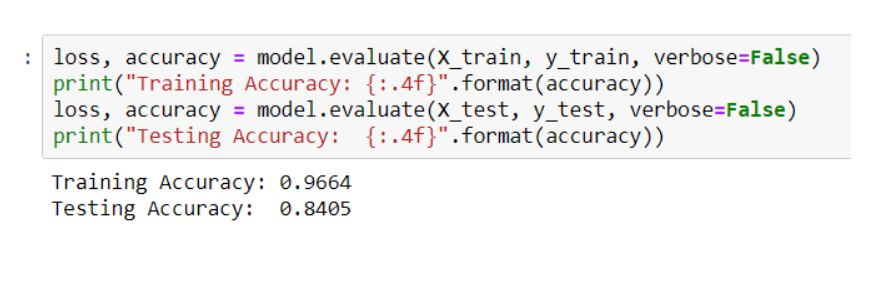 :
loss, accuracy = model.evaluate(X_train, y_train, verbose=False)
print("Training Accuracy: {:.4f}".format(accuracy))
loss, accuracy = model.evaluate(X_test, y_test, verbose=False)
print("Testing Accuracy:  {:.4f}".format(accuracy))
Training Accuracy: 0.9664
Testing Accuracy:  0.8405